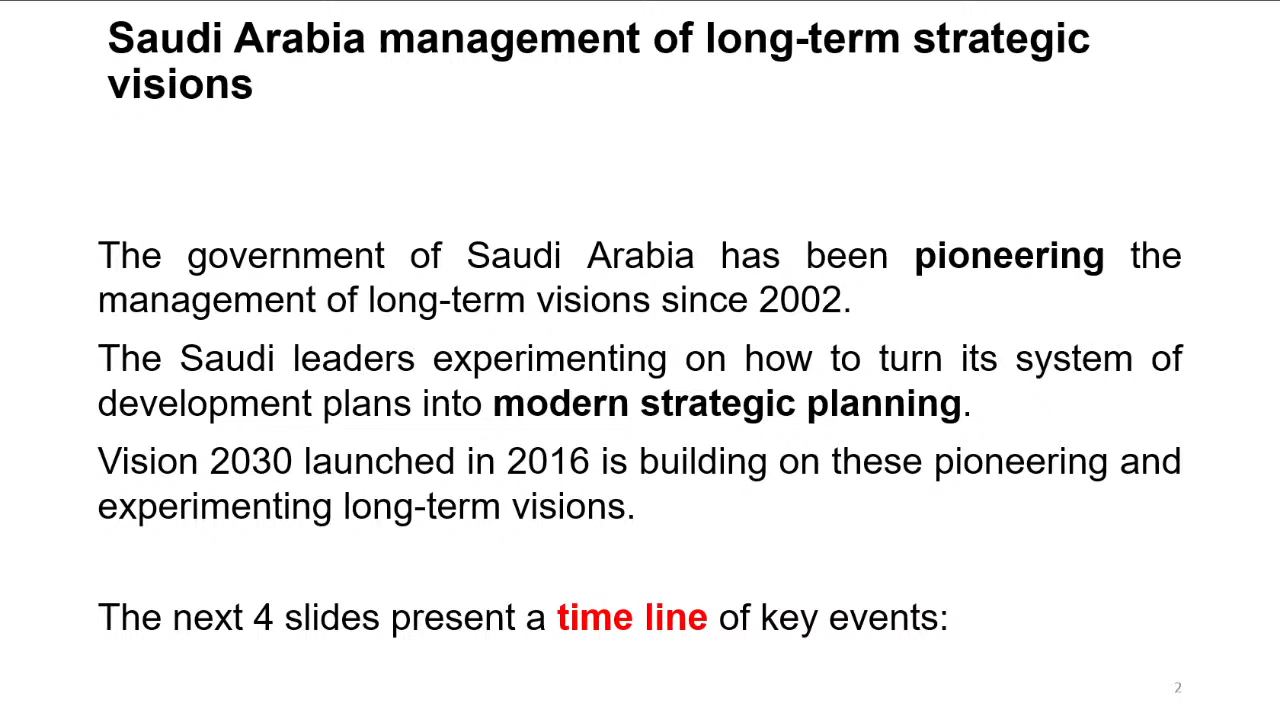 Saudi Arabia management of long-term strategic
visions
The government of Saudi Arabia has been pioneering the
management of long-term visions since 2002.
The Saudi leaders experimenting on how to turn its system of
development plans into modern strategic planning.
Vision 2030 launched in 2016 is building on these pioneering and
experimenting long-term visions.
The next 4 slides present a time line of key events:
2